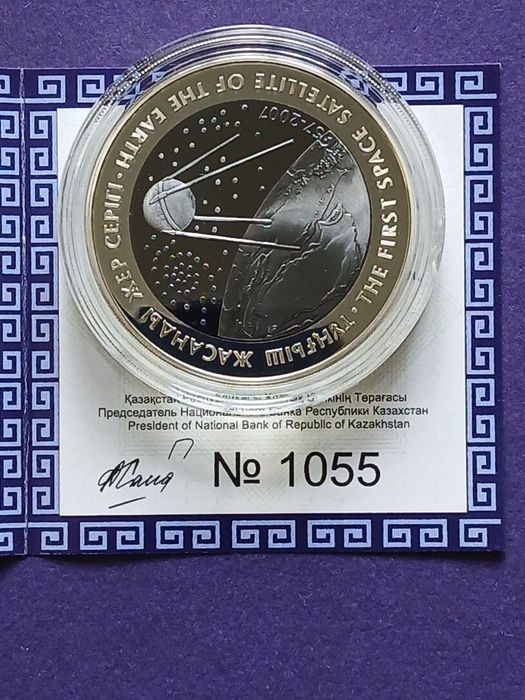 ТҰҢҒЫШ ЖАСАНДЫ ЖЕР СЕРІГІ • THE FIRST SPACE SATELLITE OF THE EARTH •
1957-2007
Қазақстан Төрағасы
Председатель Национального Банка Республики Казахстан
President of National Bank of Republic of Kazakhstan
№ 1055